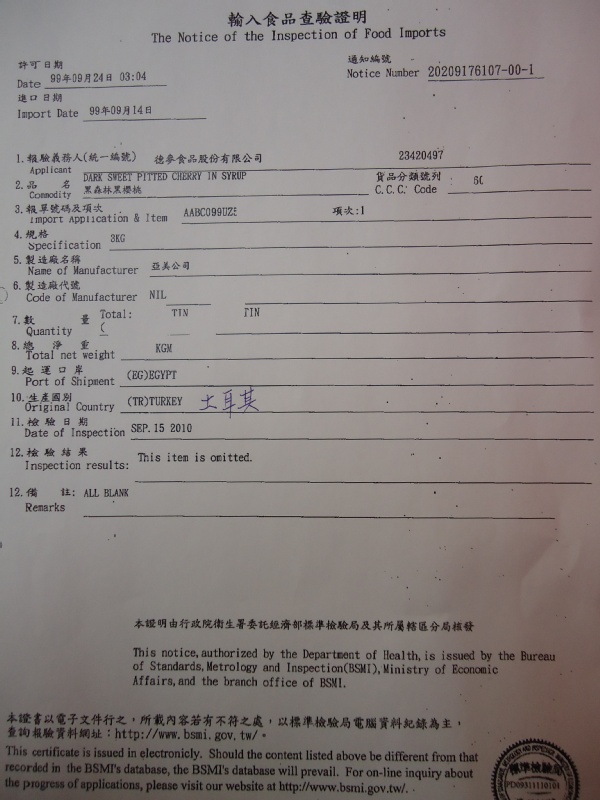 輸入食品查驗證明
The Notice of the Inspection of Food Imports
許可日期
Date 99年09月24日 03:04
通知編號
Notice Number 20209176107-00-1
進口日期
Import Date 99年09月14日
1.報驗義務人(統一編號) 德麥食品股份有限公司 23420497
Applicant
2.品 名 DARK SWEET PITTED CHERRY IN SYRUP 貨品分類號列
Commodity 黑森林黑櫻桃 C.C.C. Code
3.報單號碼及項次 AABC099UZ 項次:1
Import Application & Item
4.規格 3KG
Specification
5.製造廠名稱 亞美公司
Name of Manufacturer
6.製造廠代號
Code of Manufacturer NIL
7.數 量 Total: TIN TIN
Quantity (
8.總 淨 重 KGM
Total net weight
9.起 運 口 岸 (EG)EGYPT
Port of Shipment
10.生產國別 (TR)TURKEY 土耳其
Original Country
11.檢 驗 日 期 SEP.15 2010
Date of Inspection
12.檢 驗 結 果 This item is omitted.
Inspection results:
12.備 註: ALL BLANK
Remarks
本證明由行政院衛生署委託經濟部標準檢驗局及其所屬轄區分局核發
This notice, authorized by the Department of Health, is issued by the Bureau
of Standards, Metrology and Inspection(BSMI), Ministry of Economic
Affairs, and the branch office of BSMI.
本證書以電子文件行之，所載內容若有不符之處，以標準檢驗局電腦資料紀錄為主，
查詢報驗資料網址：http://www.bsmi.gov.tw/。
This certificate is issued in electronicly. Should the content listed above be different from that
recorded in the BSMI's database, the BSMI's database will prevail. For on-line inquiry about
the progress of applications, please visit our website at http://www.bsmi.gov.tw/.
標準檢驗局
PD09311110101